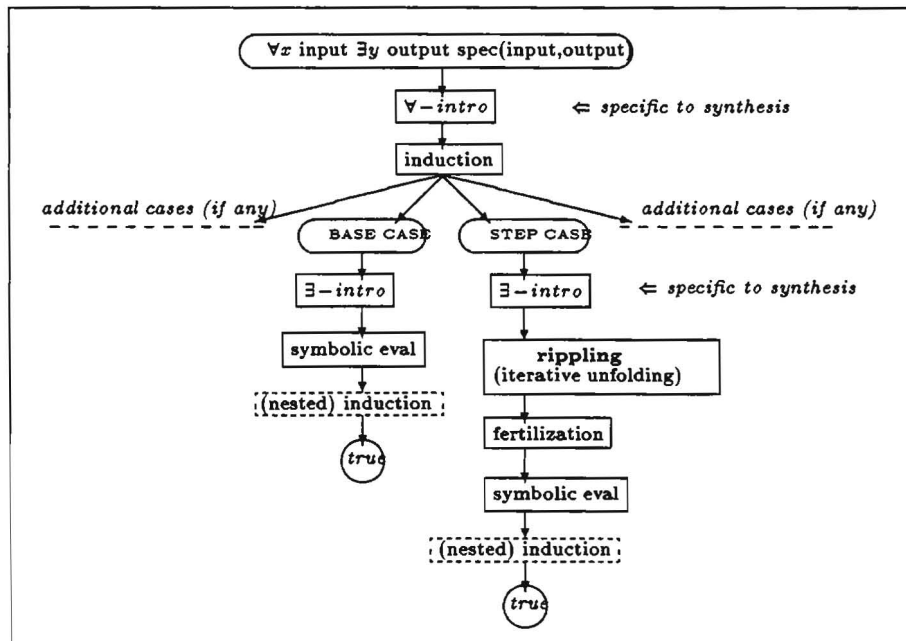 ∀x input ∃y output spec(input,output)
∀−intro
⇐ specific to synthesis
induction
additional cases (if any)
additional cases (if any)
BASE CASE
STEP CASE
∃−intro
∃−intro
⇐ specific to synthesis
symbolic eval
rippling
(iterative unfolding)
(nested) induction
fertilization
true
symbolic eval
(nested) induction
true